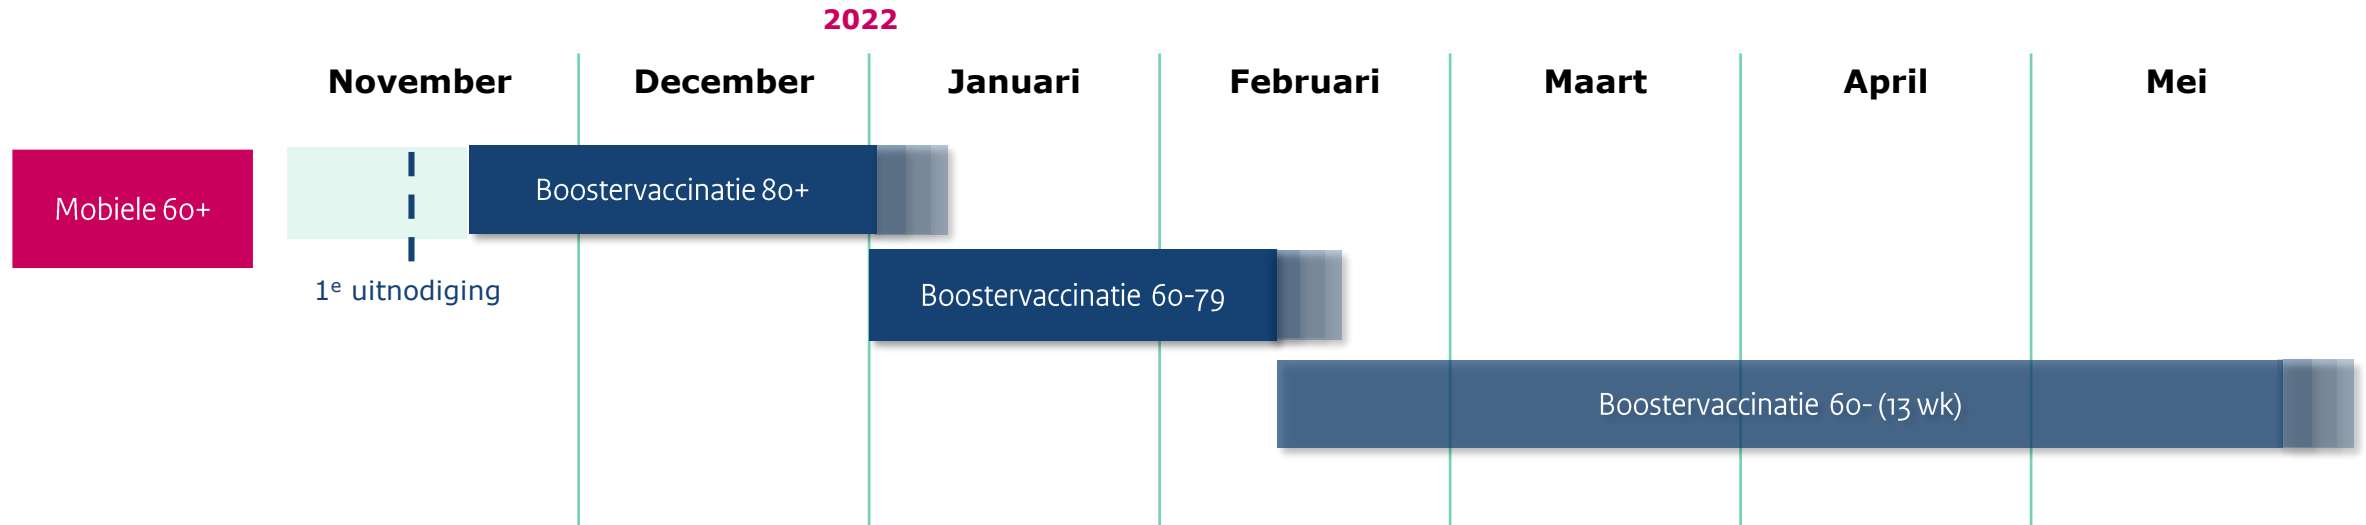 2022
November
December
Januari
Februari
Maart
April
Mei
Mobiele 60+
Boostervaccinatie 80+
1e uitnodiging
Boostervaccinatie 60-79
Boostervaccinatie 60- (13 wk)